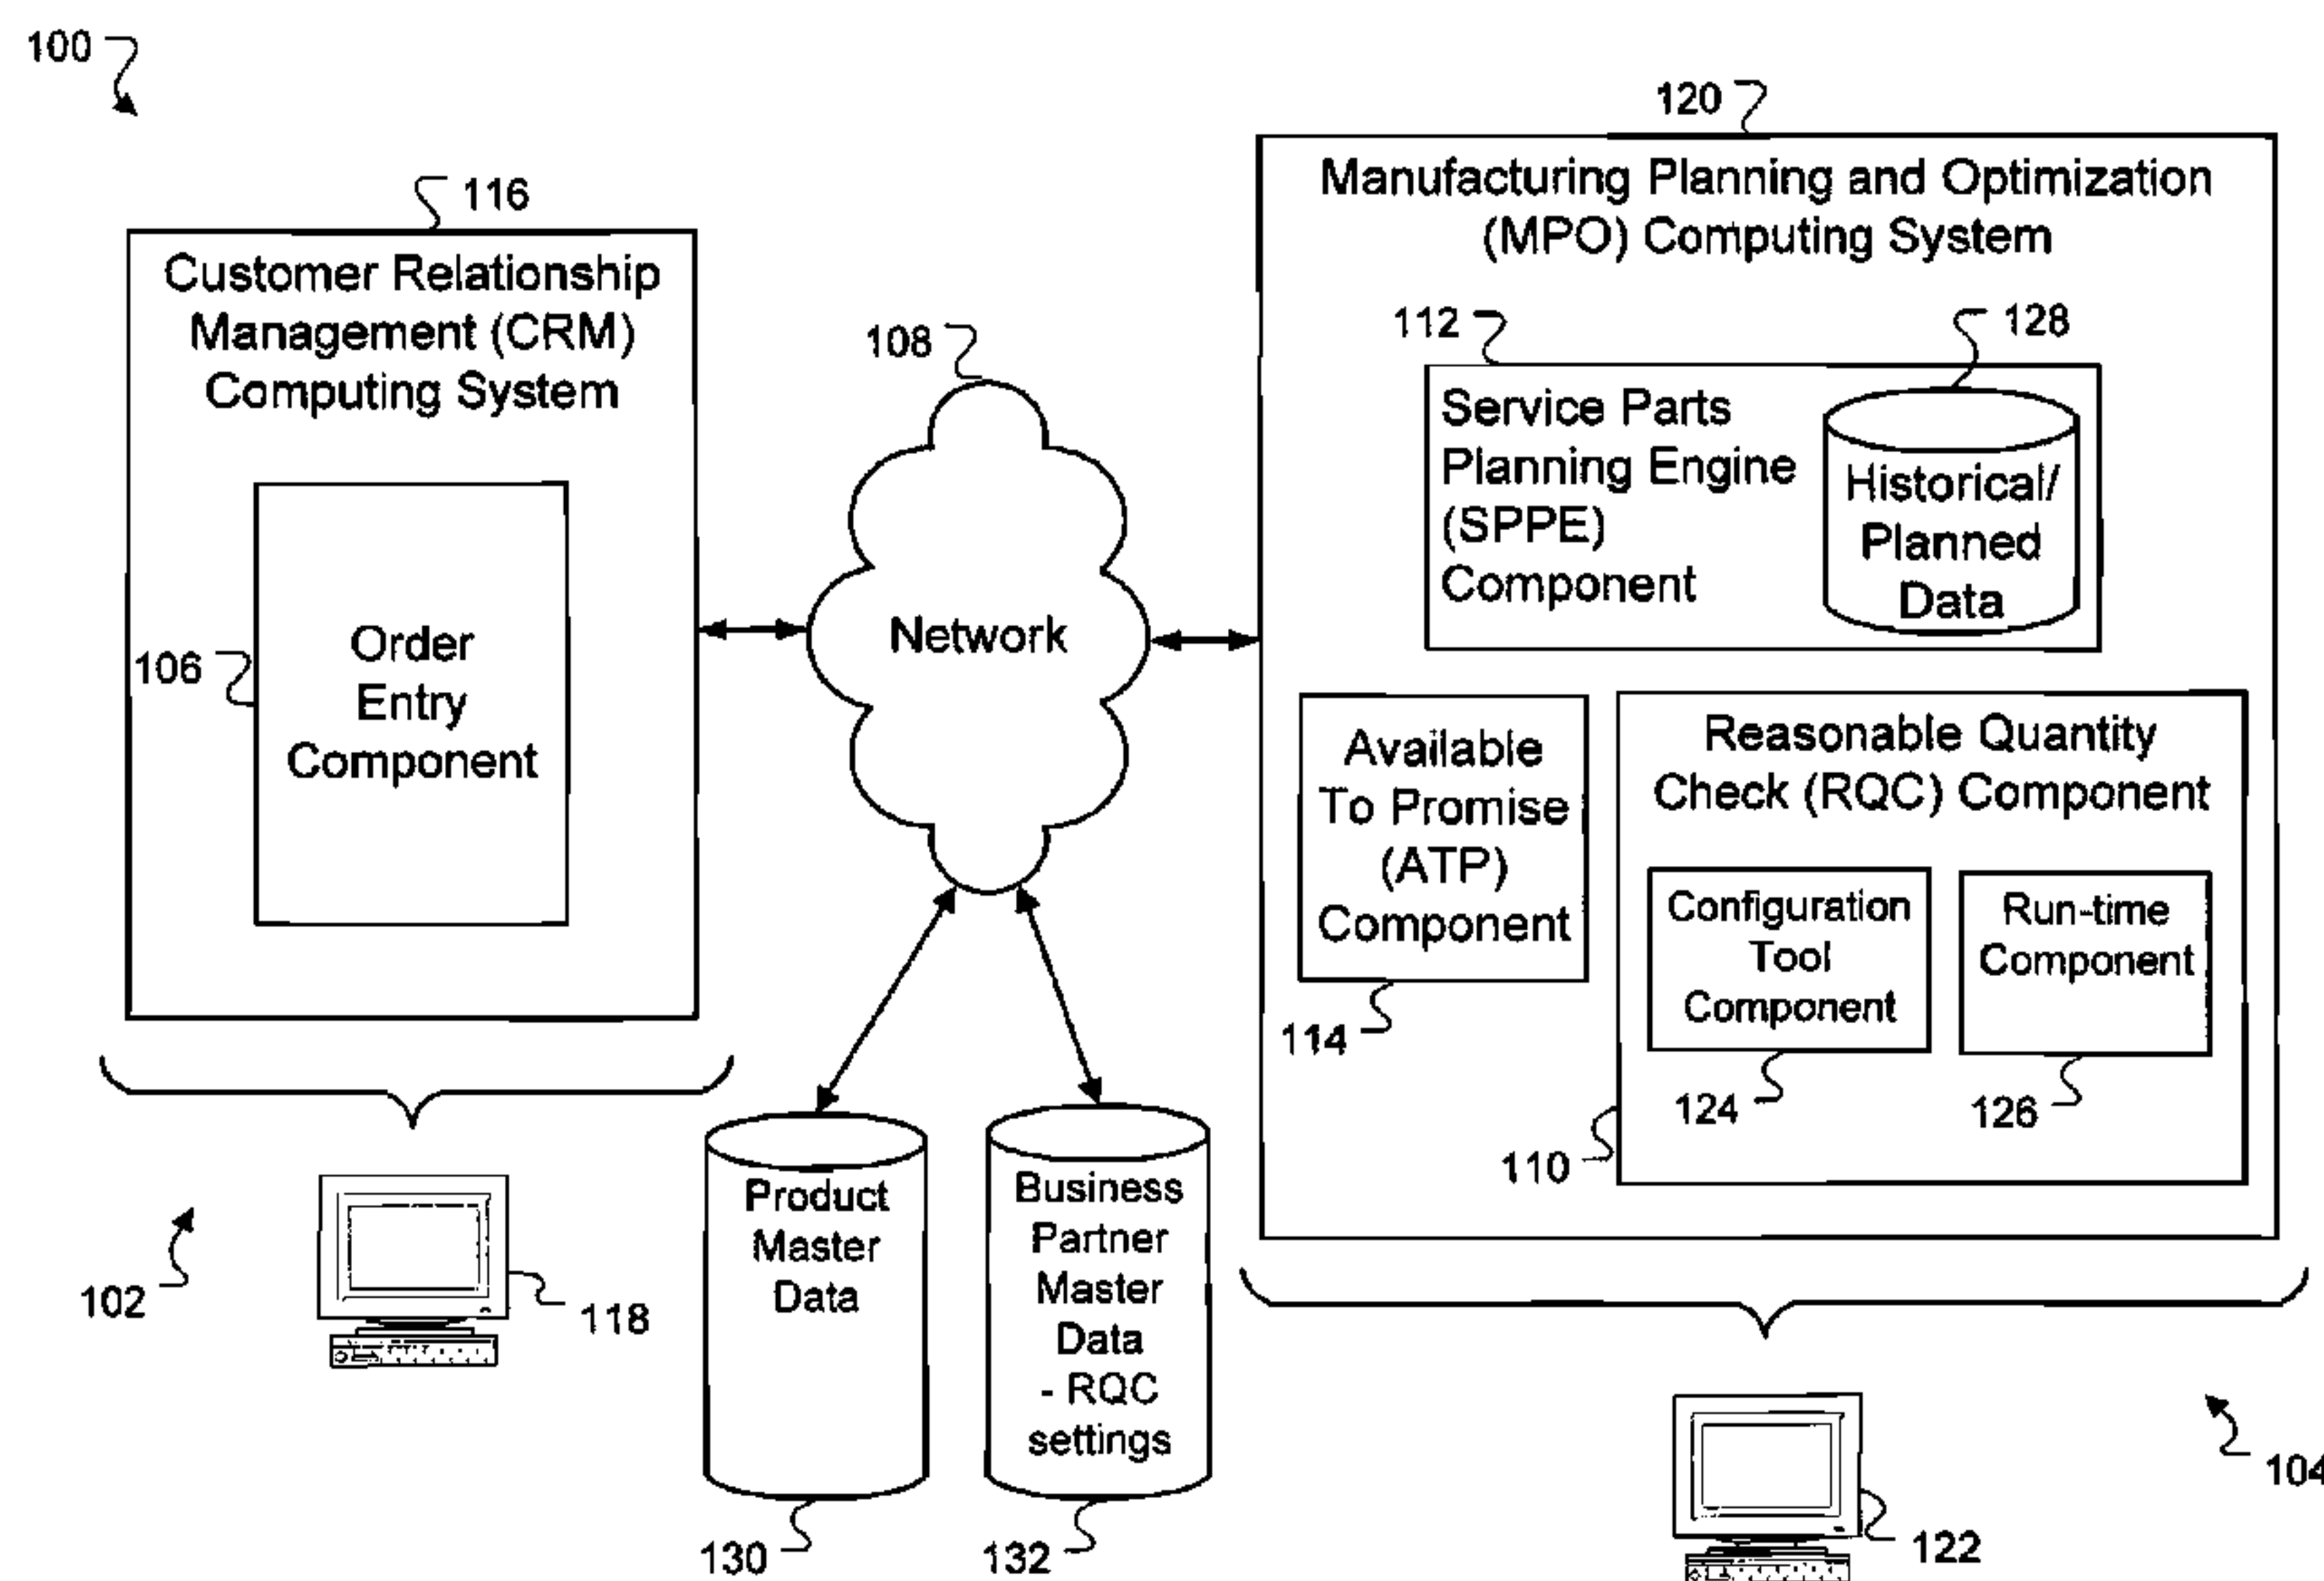 100
116
Customer Relationship
Management (CRM)
Computing System
106
Order
Entry
Component
102
118
108
Network
Product
Master
Data
130
Business
Partner
Master
Data
- RQC
settings
132
120
Manufacturing Planning and Optimization
(MPO) Computing System
112
128
Service Parts
Planning Engine
(SPPE)
Component
Historical/
Planned
Data
Available
To Promise
(ATP)
Component
114
Reasonable Quantity
Check (RQC) Component
Configuration
Tool
Component
124
Run-time
Component
126
110
104
122